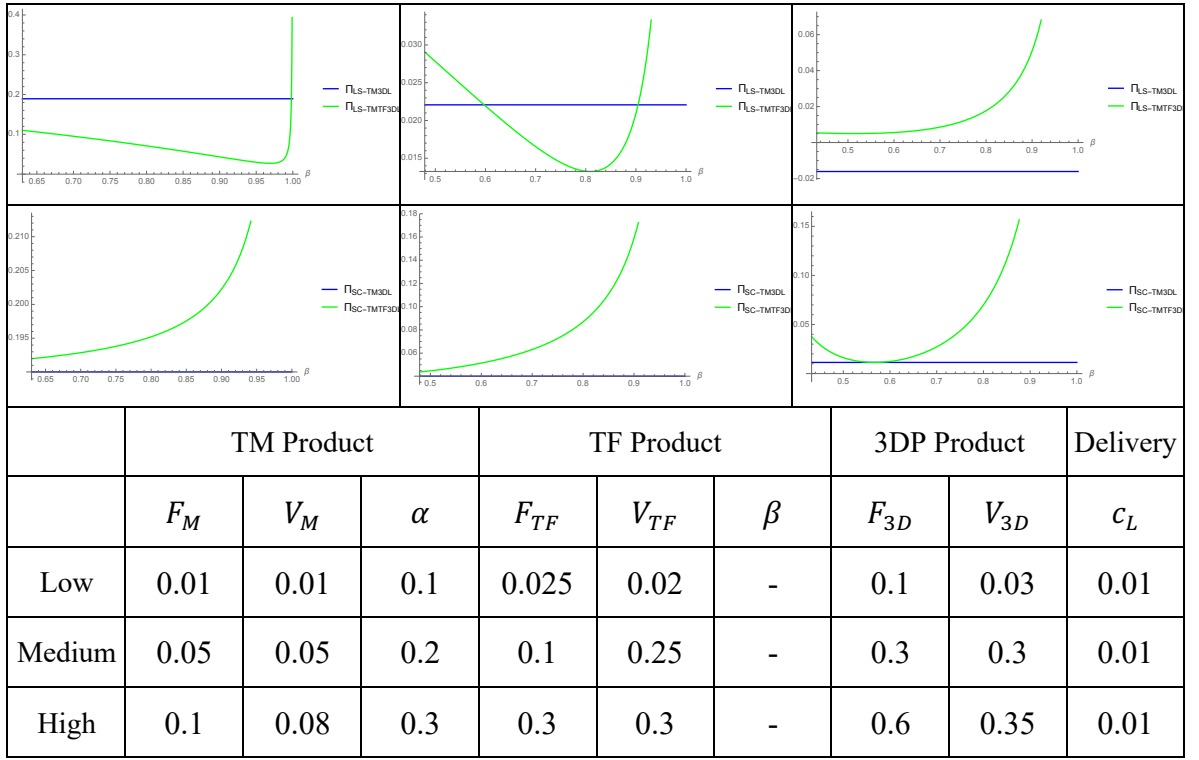 0.4
0.3
0.2
0.1
0.65 0.70 0.75 0.80 0.85 0.90 0.95 1.00 β
Π_LS-TM3DL
Π_LS-TMTF3DL
0.030
0.025
0.020
0.015
0.5 0.6 0.7 0.8 0.9 1.0 β
Π_LS-TM3DL
Π_LS-TMTF3D
0.06
0.04
0.02
-0.02
0.5 0.6 0.7 0.8 0.9 1.0 β
Π_LS-TM3DL
Π_LS-TMTF3DL
0.210
0.205
0.200
0.195
0.65 0.70 0.75 0.80 0.85 0.90 0.95 1.00 β
Π_SC-TM3DL
Π_SC-TMTF3DL
0.18
0.16
0.14
0.12
0.10
0.08
0.06
0.5 0.6 0.7 0.8 0.9 1.0 β
Π_SC-TM3DL
Π_SC-TMTF3D
0.15
0.10
0.05
0.5 0.6 0.7 0.8 0.9 1.0 β
Π_SC-TM3DL
Π_SC-TMTF3DL
TM Product TF Product 3DP Product Delivery
F_M V_M α F_TF V_TF β F_3D V_3D c_L
Low 0.01 0.01 0.1 0.025 0.02 - 0.1 0.03 0.01
Medium 0.05 0.05 0.2 0.1 0.25 - 0.3 0.3 0.01
High 0.1 0.08 0.3 0.3 0.3 - 0.6 0.35 0.01